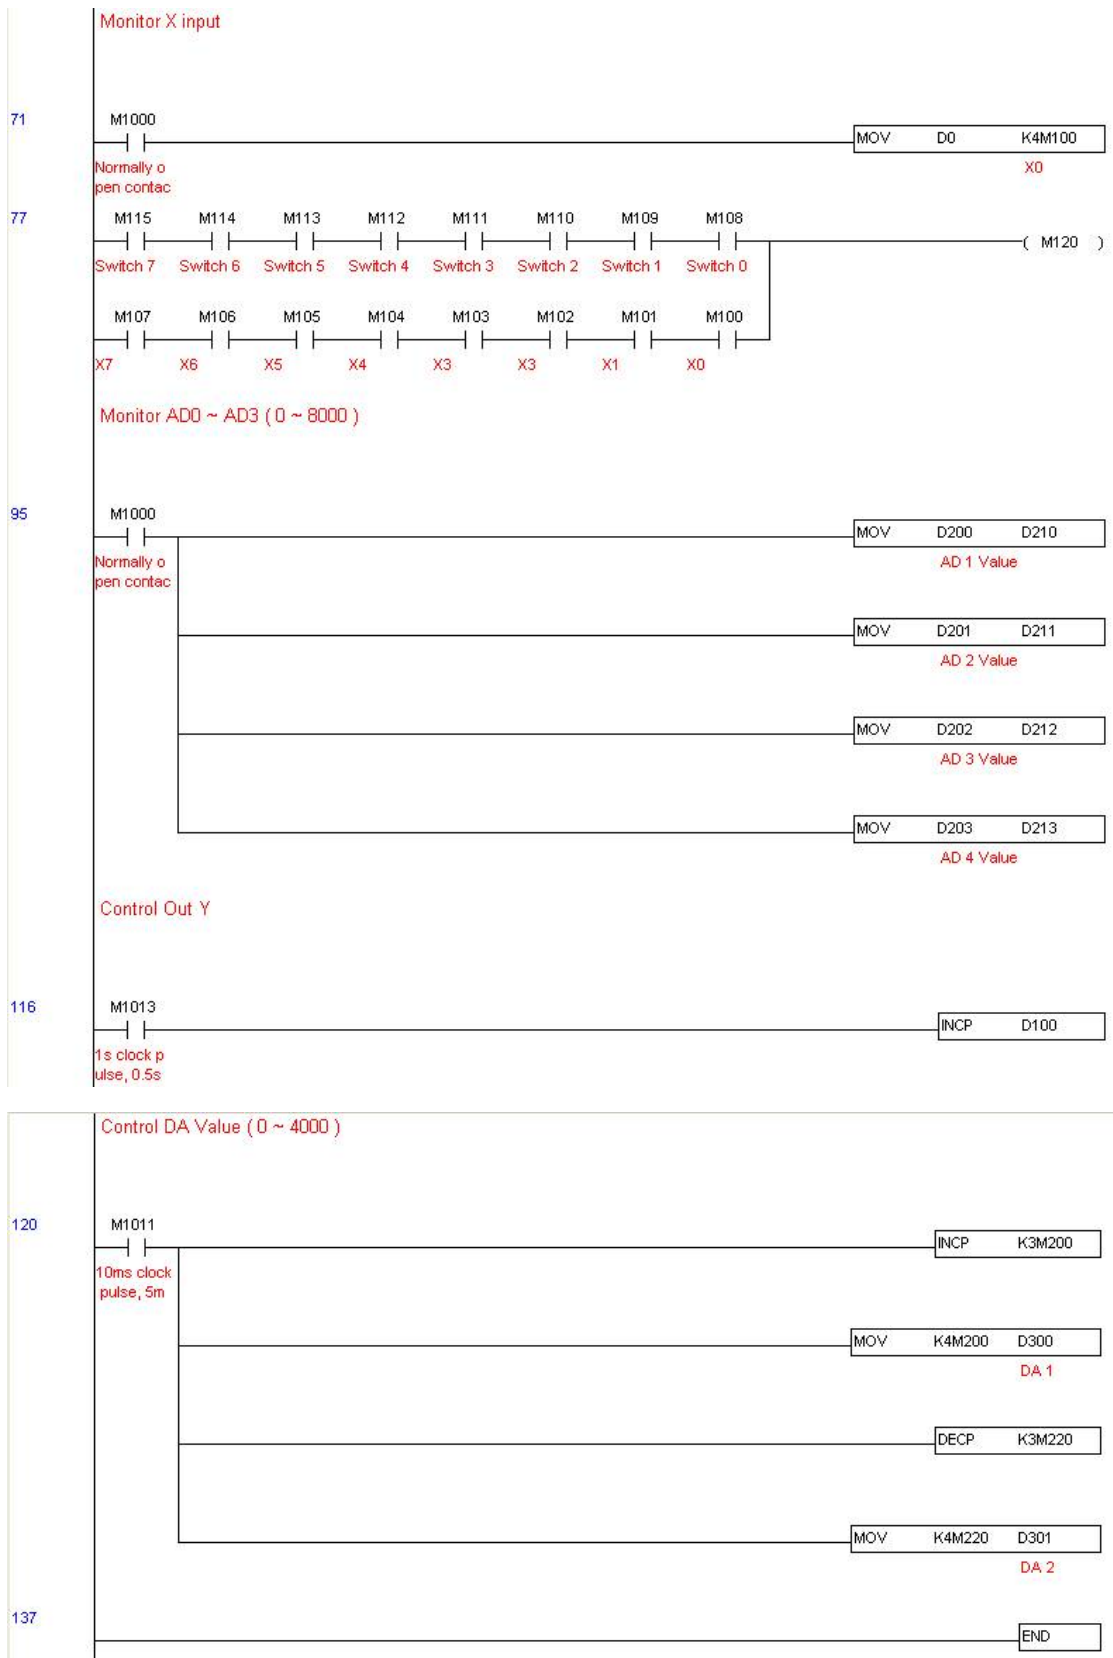 Monitor X input
71 M1000
MOV D0 K4M100
Normally o
pen contac
X0
77 M115 M114 M113 M112 M111 M110 M109 M108
( M120 )
Switch 7 Switch 6 Switch 5 Switch 4 Switch 3 Switch 2 Switch 1 Switch 0
M107 M106 M105 M104 M103 M102 M101 M100
X7 X6 X5 X4 X3 X3 X1 X0
Monitor AD0 ~ AD3 ( 0 ~ 8000 )
95 M1000
MOV D200 D210
Normally o
pen contac
AD 1 Value
MOV D201 D211
AD 2 Value
MOV D202 D212
AD 3 Value
MOV D203 D213
AD 4 Value
Control Out Y
116 M1013
INCP D100
1s clock p
ulse, 0.5s
Control DA Value ( 0 ~ 4000 )
120 M1011
INCP K3M200
10ms clock
pulse, 5m
MOV K4M200 D300
DA 1
DECP K3M220
MOV K4M220 D301
DA 2
137
END